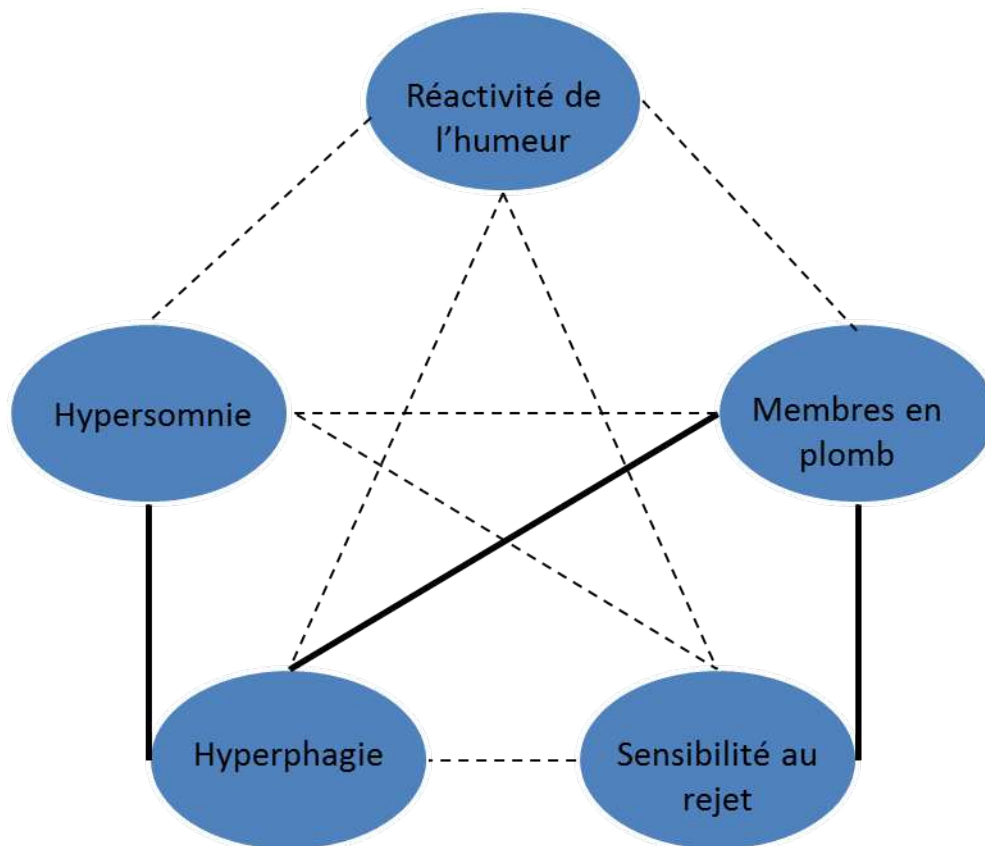 Réactivité de
l'humeur
Hypersomnie
Membres en
plomb
Hyperphagie
Sensibilité au
rejet